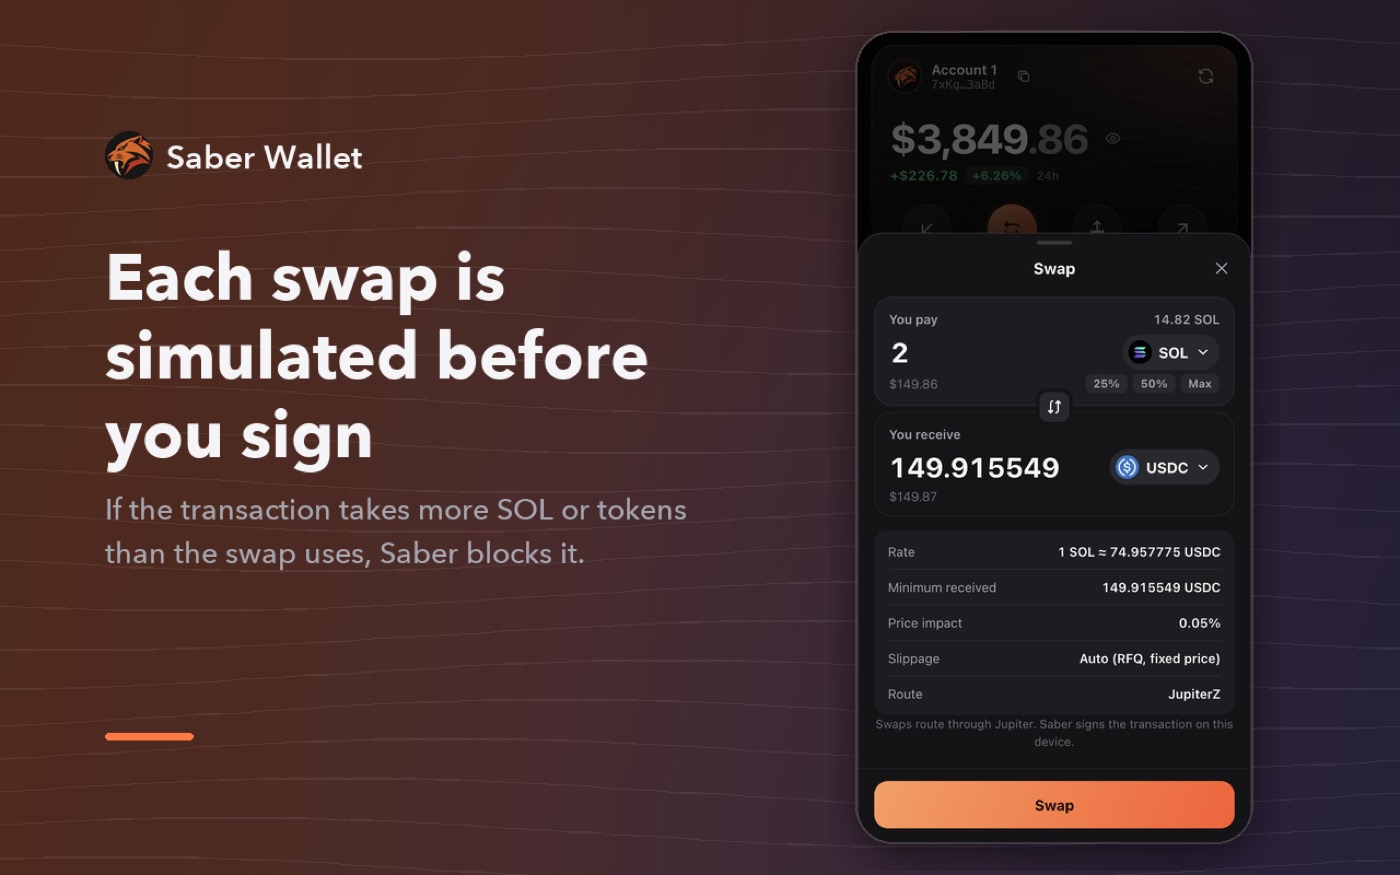 Saber Wallet
Each swap is
simulated before
you sign
If the transaction takes more SOL or tokens
than the swap uses, Saber blocks it.
Account 1
7xKq...3aBd
$3,849.86
+$226.78 +6.26% 24h
Swap
You pay 14.82 SOL
2 SOL
$149.86 25% 50% Max
You receive
149.915549 USDC
$149.87
Rate 1 SOL ≈ 74.957775 USDC
Minimum received 149.915549 USDC
Price impact 0.05%
Slippage Auto (RFQ, fixed price)
Route JupiterZ
Swaps route through Jupiter. Saber signs the transaction on this
device.
Swap